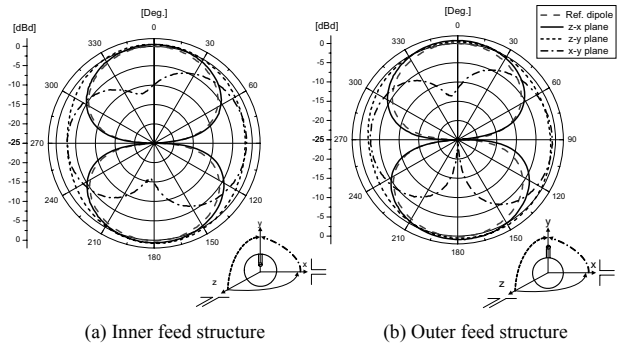 [Deg.]
[dBd]
0
330
30
300
60
270
240
120
210
150
180
0
-5
-10
-15
-20
-25
-20
-15
-10
-5
0
y
x
z
(a) Inner feed structure
[Deg.]
[dBd]
0
330
30
300
60
270
90
240
120
210
150
180
0
-5
-10
-15
-20
-25
-20
-15
-10
-5
0
Ref. dipole
z-x plane
z-y plane
x-y plane
y
x
z
(b) Outer feed structure